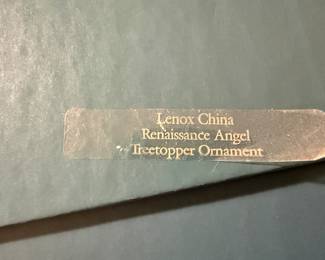 Lenox China
Renaissance Angel
Treetopper Ornament